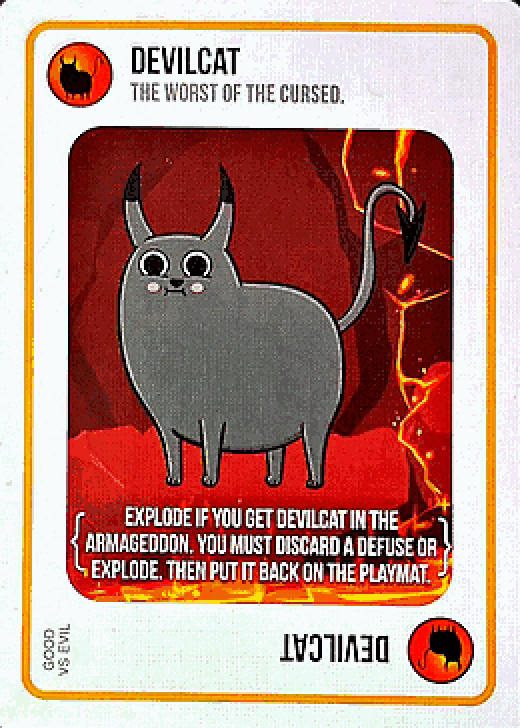 DEVILCAT
THE WORST OF THE CURSED.
EXPLODE IF YOU GET DEVILCAT IN THE
ARMAGEDDON. YOU MUST DISCARD A DEFUSE OR
EXPLODE. THEN PUT IT BACK ON THE PLAYMAT.
GOOD
VS EVIL
DEVILCAT